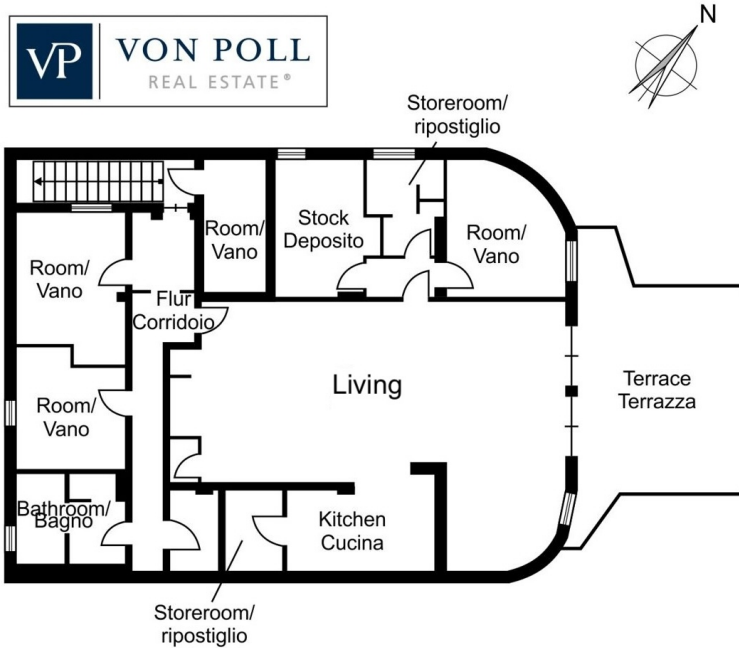 VP
VON POLL
REAL ESTATE®
N
Storeroom/
ripostiglio
Room/
Vano
Stock
Deposito
Room/
Vano
Room/
Vano
Flur
Corridoio
Living
Terrace
Terrazza
Room/
Vano
Bathroom/
Bagno
Kitchen
Cucina
Storeroom/
ripostiglio